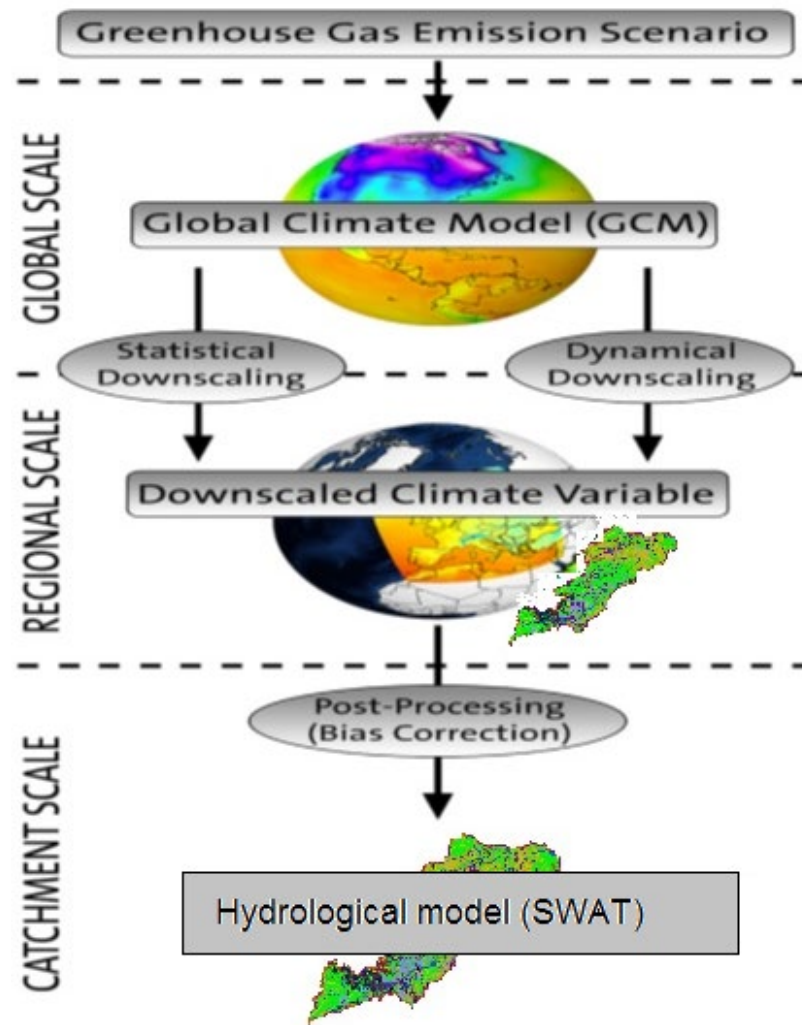 Greenhouse Gas Emission Scenario
GLOBAL SCALE
Global Climate Model (GCM)
Statistical
Downscaling
Dynamical
Downscaling
REGIONAL SCALE
Downscaled Climate Variable
Post-Processing
(Bias Correction)
CATCHMENT SCALE
Hydrological model (SWAT)